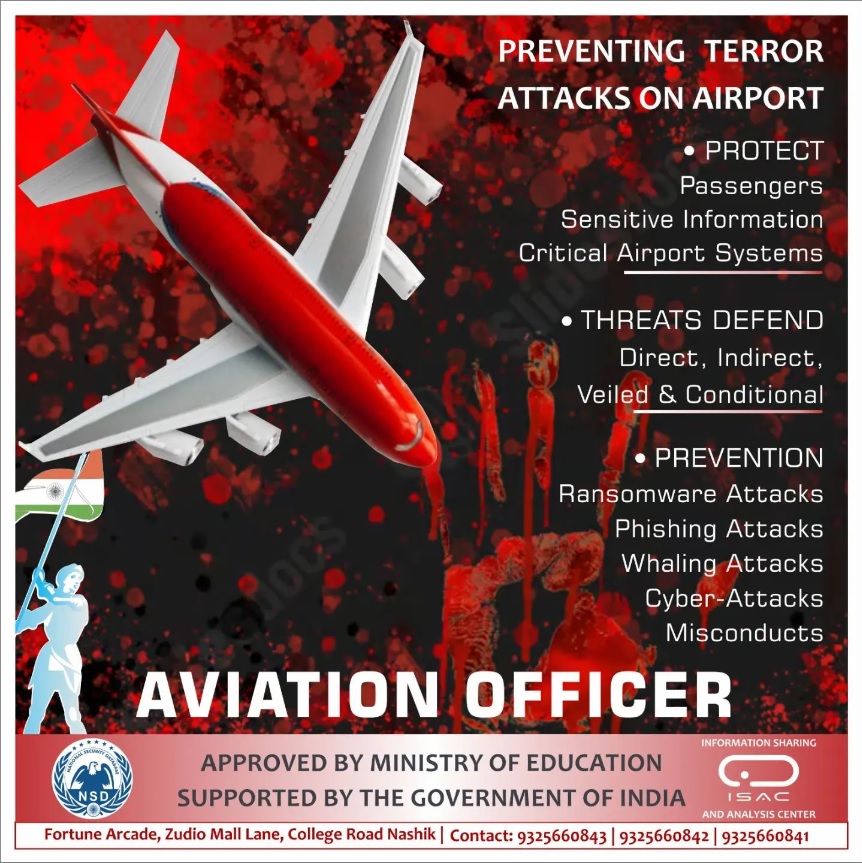 PREVENTING TERROR
ATTACKS ON AIRPORT
• PROTECT
Passengers
Sensitive Information
Critical Airport Systems
• THREATS DEFEND
Direct, Indirect,
Veiled & Conditional
• PREVENTION
Ransomware Attacks
Phishing Attacks
Whaling Attacks
Cyber-Attacks
Misconducts
AVIATION OFFICER
NATIONAL SECURITY DATABASE
NSD
APPROVED BY MINISTRY OF EDUCATION
SUPPORTED BY THE GOVERNMENT OF INDIA
INFORMATION SHARING
ISAC
AND ANALYSIS CENTER
Fortune Arcade, Zudio Mall Lane, College Road Nashik | Contact: 9325660843 | 9325660842 | 9325660841